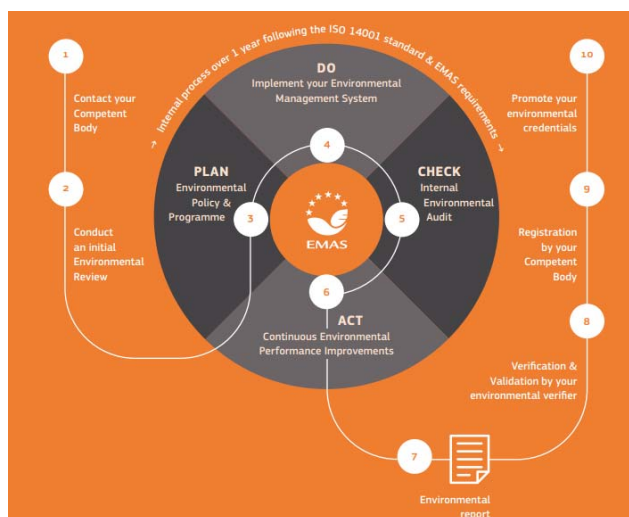 → Internal process over 1 year following the ISO 14001 standard & EMAS requirements →
1
Contact your
Competent
Body
2
Conduct
an initial
Environmental
Review
PLAN
Environmental
Policy &
Programme
3
DO
Implement your Environmental
Management System
4
CHECK
Internal
Environmental
Audit
5
EMAS
6
ACT
Continuous Environmental
Performance Improvements
7
Environmental
report
8
Verification &
Validation by your
environmental verifier
9
Registration
by your
Competent
Body
10
Promote your
environmental
credentials